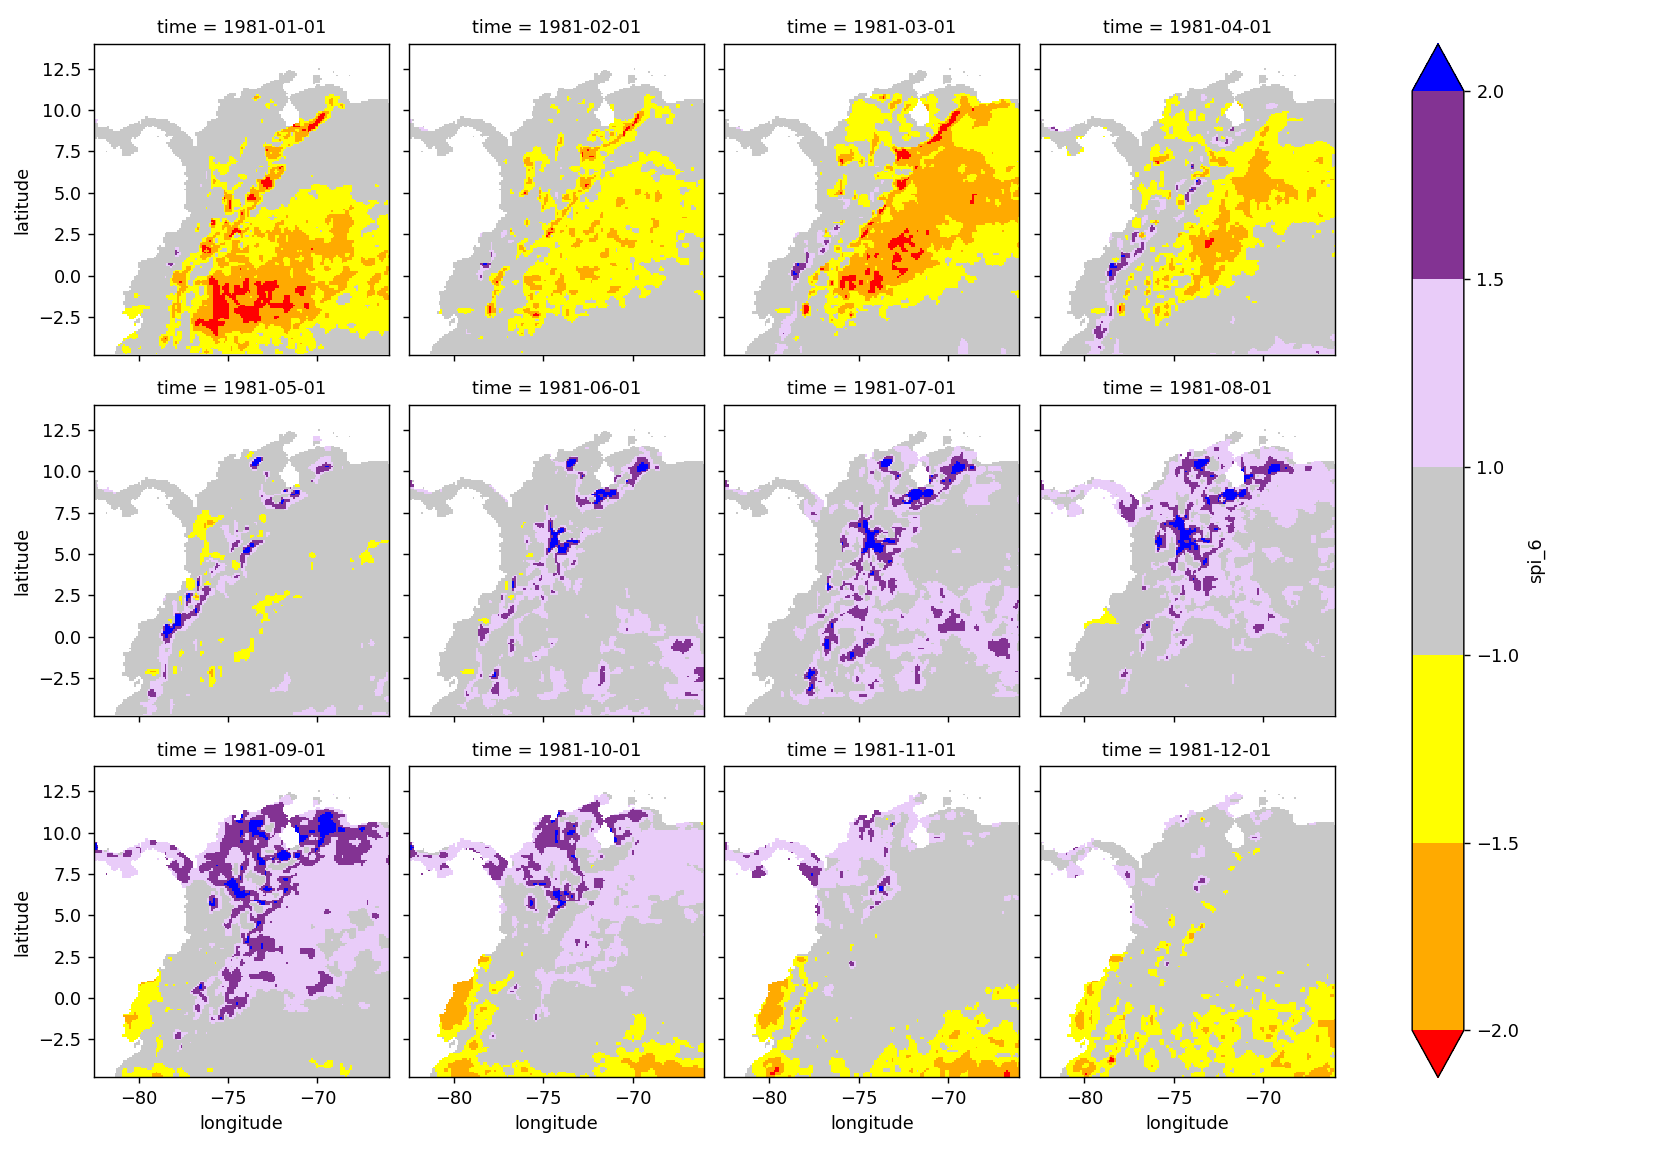 time = 1981-01-01
time = 1981-02-01
time = 1981-03-01
time = 1981-04-01
12.5
10.0
7.5
5.0
2.5
0.0
−2.5
latitude
time = 1981-05-01
time = 1981-06-01
time = 1981-07-01
time = 1981-08-01
12.5
10.0
7.5
5.0
2.5
0.0
−2.5
latitude
time = 1981-09-01
time = 1981-10-01
time = 1981-11-01
time = 1981-12-01
12.5
10.0
7.5
5.0
2.5
0.0
−2.5
latitude
−80 −75 −70
longitude
−80 −75 −70
longitude
−80 −75 −70
longitude
−80 −75 −70
longitude
2.0
1.5
1.0
−1.0
−1.5
−2.0
spi_6